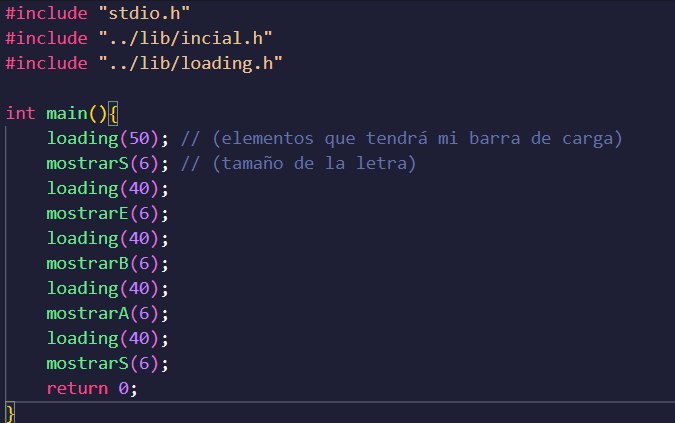 #include "stdio.h"
#include "../lib/incial.h"
#include "../lib/loading.h"
int main(){
loading(50); // (elementos que tendrá mi barra de carga)
mostrarS(6); // (tamaño de la letra)
loading(40);
mostrarE(6);
loading(40);
mostrarB(6);
loading(40);
mostrarA(6);
loading(40);
mostrarS(6);
return 0;
}